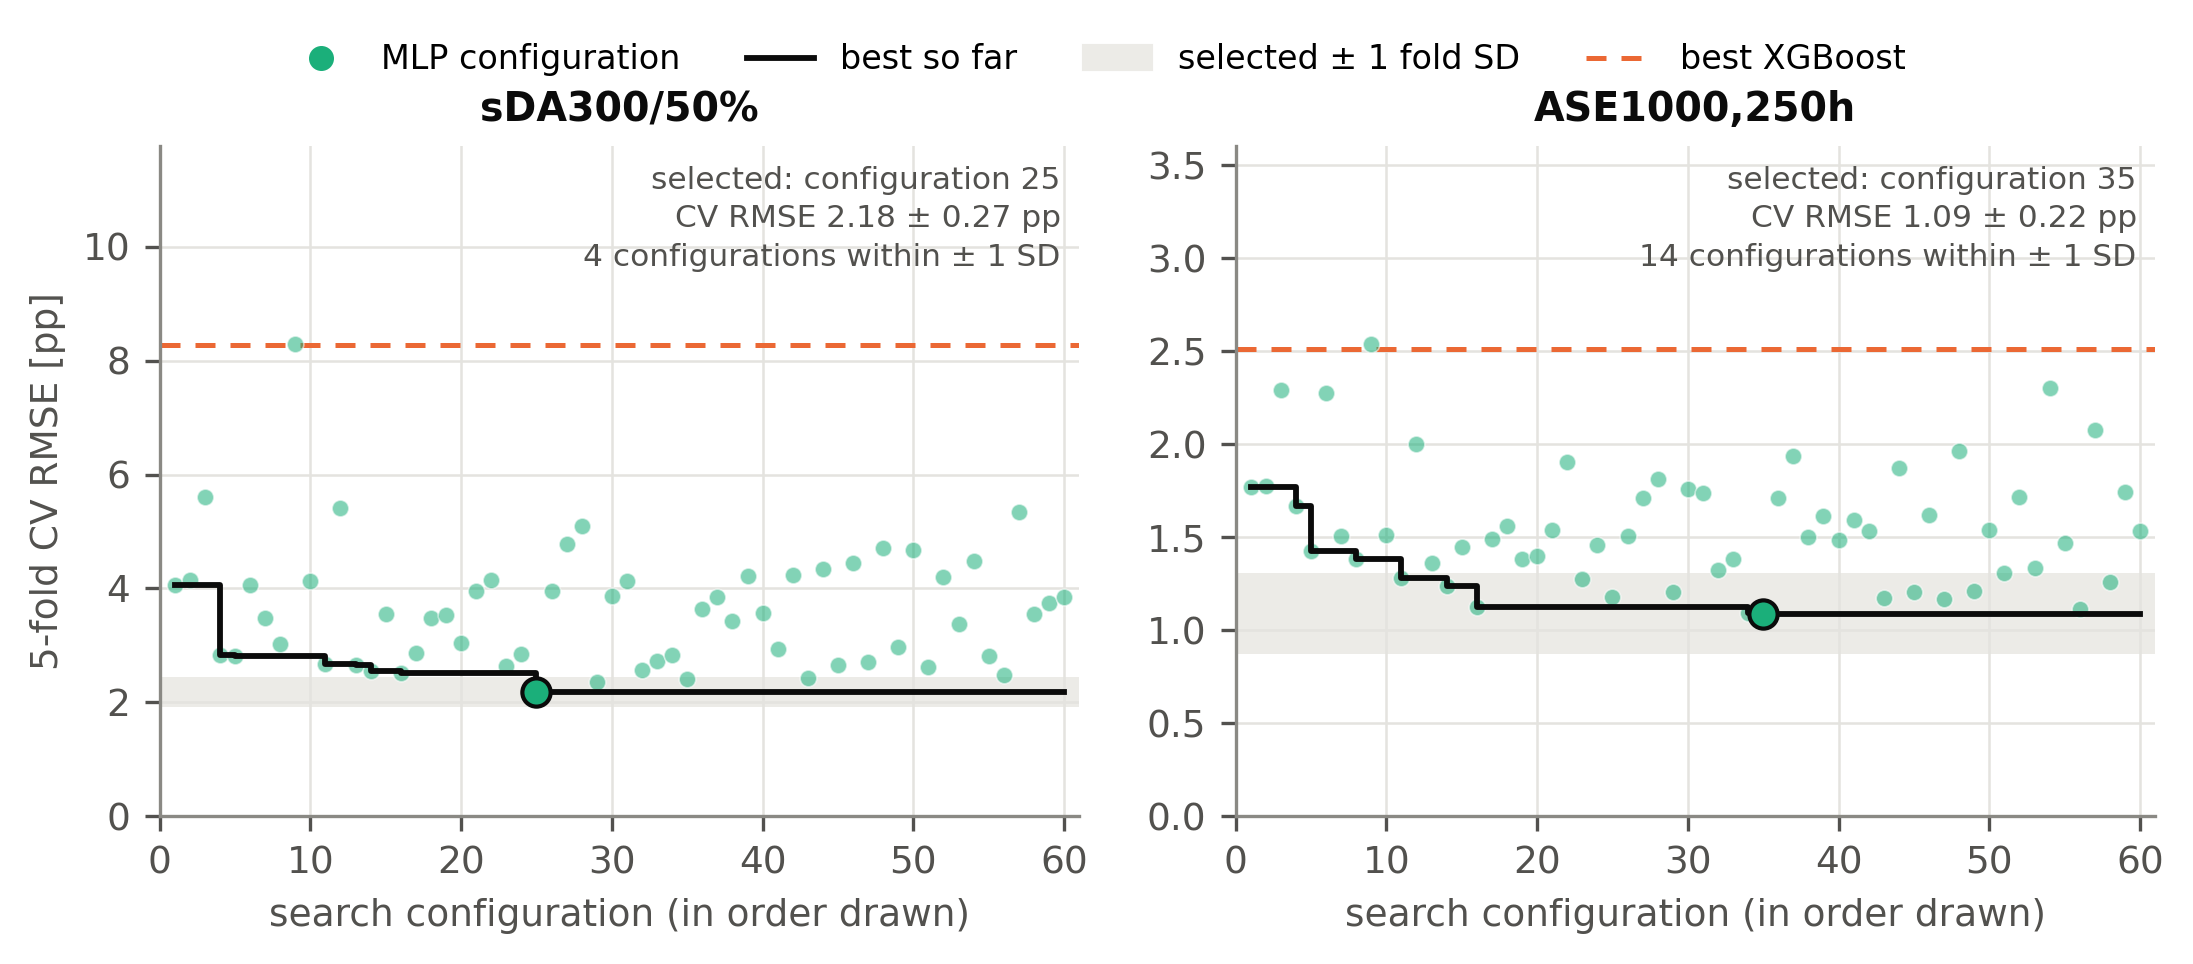 MLP configuration
best so far
selected ± 1 fold SD
best XGBoost
sDA300/50%
selected: configuration 25
CV RMSE 2.18 ± 0.27 pp
4 configurations within ± 1 SD
5-fold CV RMSE [pp]
10
8
6
4
2
0
0 10 20 30 40 50 60
search configuration (in order drawn)
ASE1000,250h
selected: configuration 35
CV RMSE 1.09 ± 0.22 pp
14 configurations within ± 1 SD
3.5
3.0
2.5
2.0
1.5
1.0
0.5
0.0
0 10 20 30 40 50 60
search configuration (in order drawn)